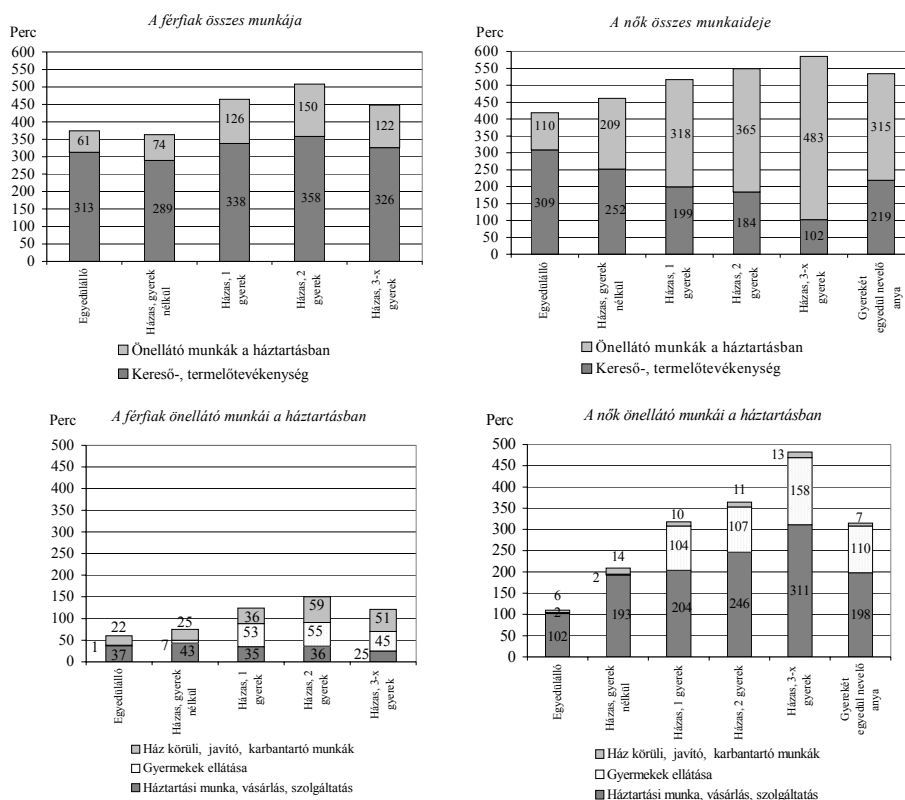 A férfiak összes munkája
Perc
600
550
500
450
400
350
300
250
200
150
100
50
0
61
74
126
150
122
313
289
338
358
326
Egyedülálló
Házas, gyerek
nélkül
Házas, 1
gyerek
Házas, 2
gyerek
Házas, 3-x
gyerek
Önellátó munkák a háztartásban
Kereső-, termelőtevékenység
A nők összes munkaideje
Perc
600
550
500
450
400
350
300
250
200
150
100
50
0
110
209
318
365
483
315
309
252
199
184
102
219
Egyedülálló
Házas, gyerek
nélkül
Házas, 1
gyerek
Házas, 2
gyerek
Házas, 3-x
gyerek
Gyerekét
egyedül nevelő
anya
Önellátó munkák a háztartásban
Kereső-, termelőtevékenység
A férfiak önellátó munkái a háztartásban
Perc
500
450
400
350
300
250
200
150
100
50
0
22
25
36
59
51
1
7
53
55
45
37
43
35
36
25
Egyedülálló
Házas, gyerek
nélkül
Házas, 1
gyerek
Házas, 2
gyerek
Házas, 3-x
gyerek
Ház körüli, javító, karbantartó munkák
Gyermekek ellátása
Háztartási munka, vásárlás, szolgáltatás
A nők önellátó munkái a háztartásban
Perc
500
450
400
350
300
250
200
150
100
50
0
6
14
10
11
13
7
2
2
104
107
158
110
102
193
204
246
311
198
Egyedülálló
Házas, gyerek
nélkül
Házas, 1 gyerek
Házas, 2 gyerek
Házas, 3-x
gyerek
Gyerekét
egyedül nevelő
anya
Ház körüli, javító, karbantartó munkák
Gyermekek ellátása
Háztartási munka, vásárlás, szolgáltatás